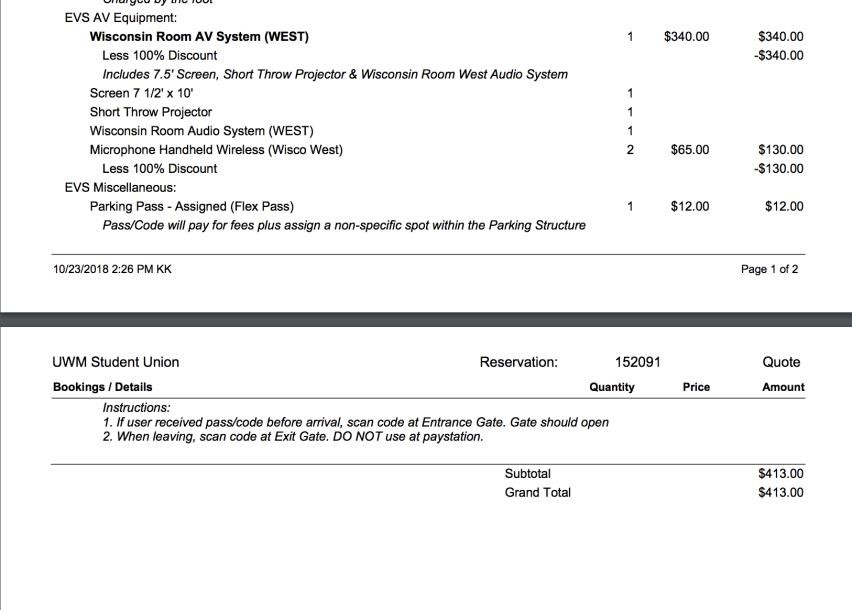 Charged by the foot
EVS AV Equipment:
Wisconsin Room AV System (WEST) 1 $340.00 $340.00
Less 100% Discount -$340.00
Includes 7.5' Screen, Short Throw Projector & Wisconsin Room West Audio System
Screen 7 1/2' x 10' 1
Short Throw Projector 1
Wisconsin Room Audio System (WEST) 1
Microphone Handheld Wireless (Wisco West) 2 $65.00 $130.00
Less 100% Discount -$130.00
EVS Miscellaneous:
Parking Pass - Assigned (Flex Pass) 1 $12.00 $12.00
Pass/Code will pay for fees plus assign a non-specific spot within the Parking Structure
10/23/2018 2:26 PM KK Page 1 of 2
UWM Student Union Reservation: 152091 Quote
Bookings / Details Quantity Price Amount
Instructions:
1. If user received pass/code before arrival, scan code at Entrance Gate. Gate should open
2. When leaving, scan code at Exit Gate. DO NOT use at paystation.
Subtotal $413.00
Grand Total $413.00